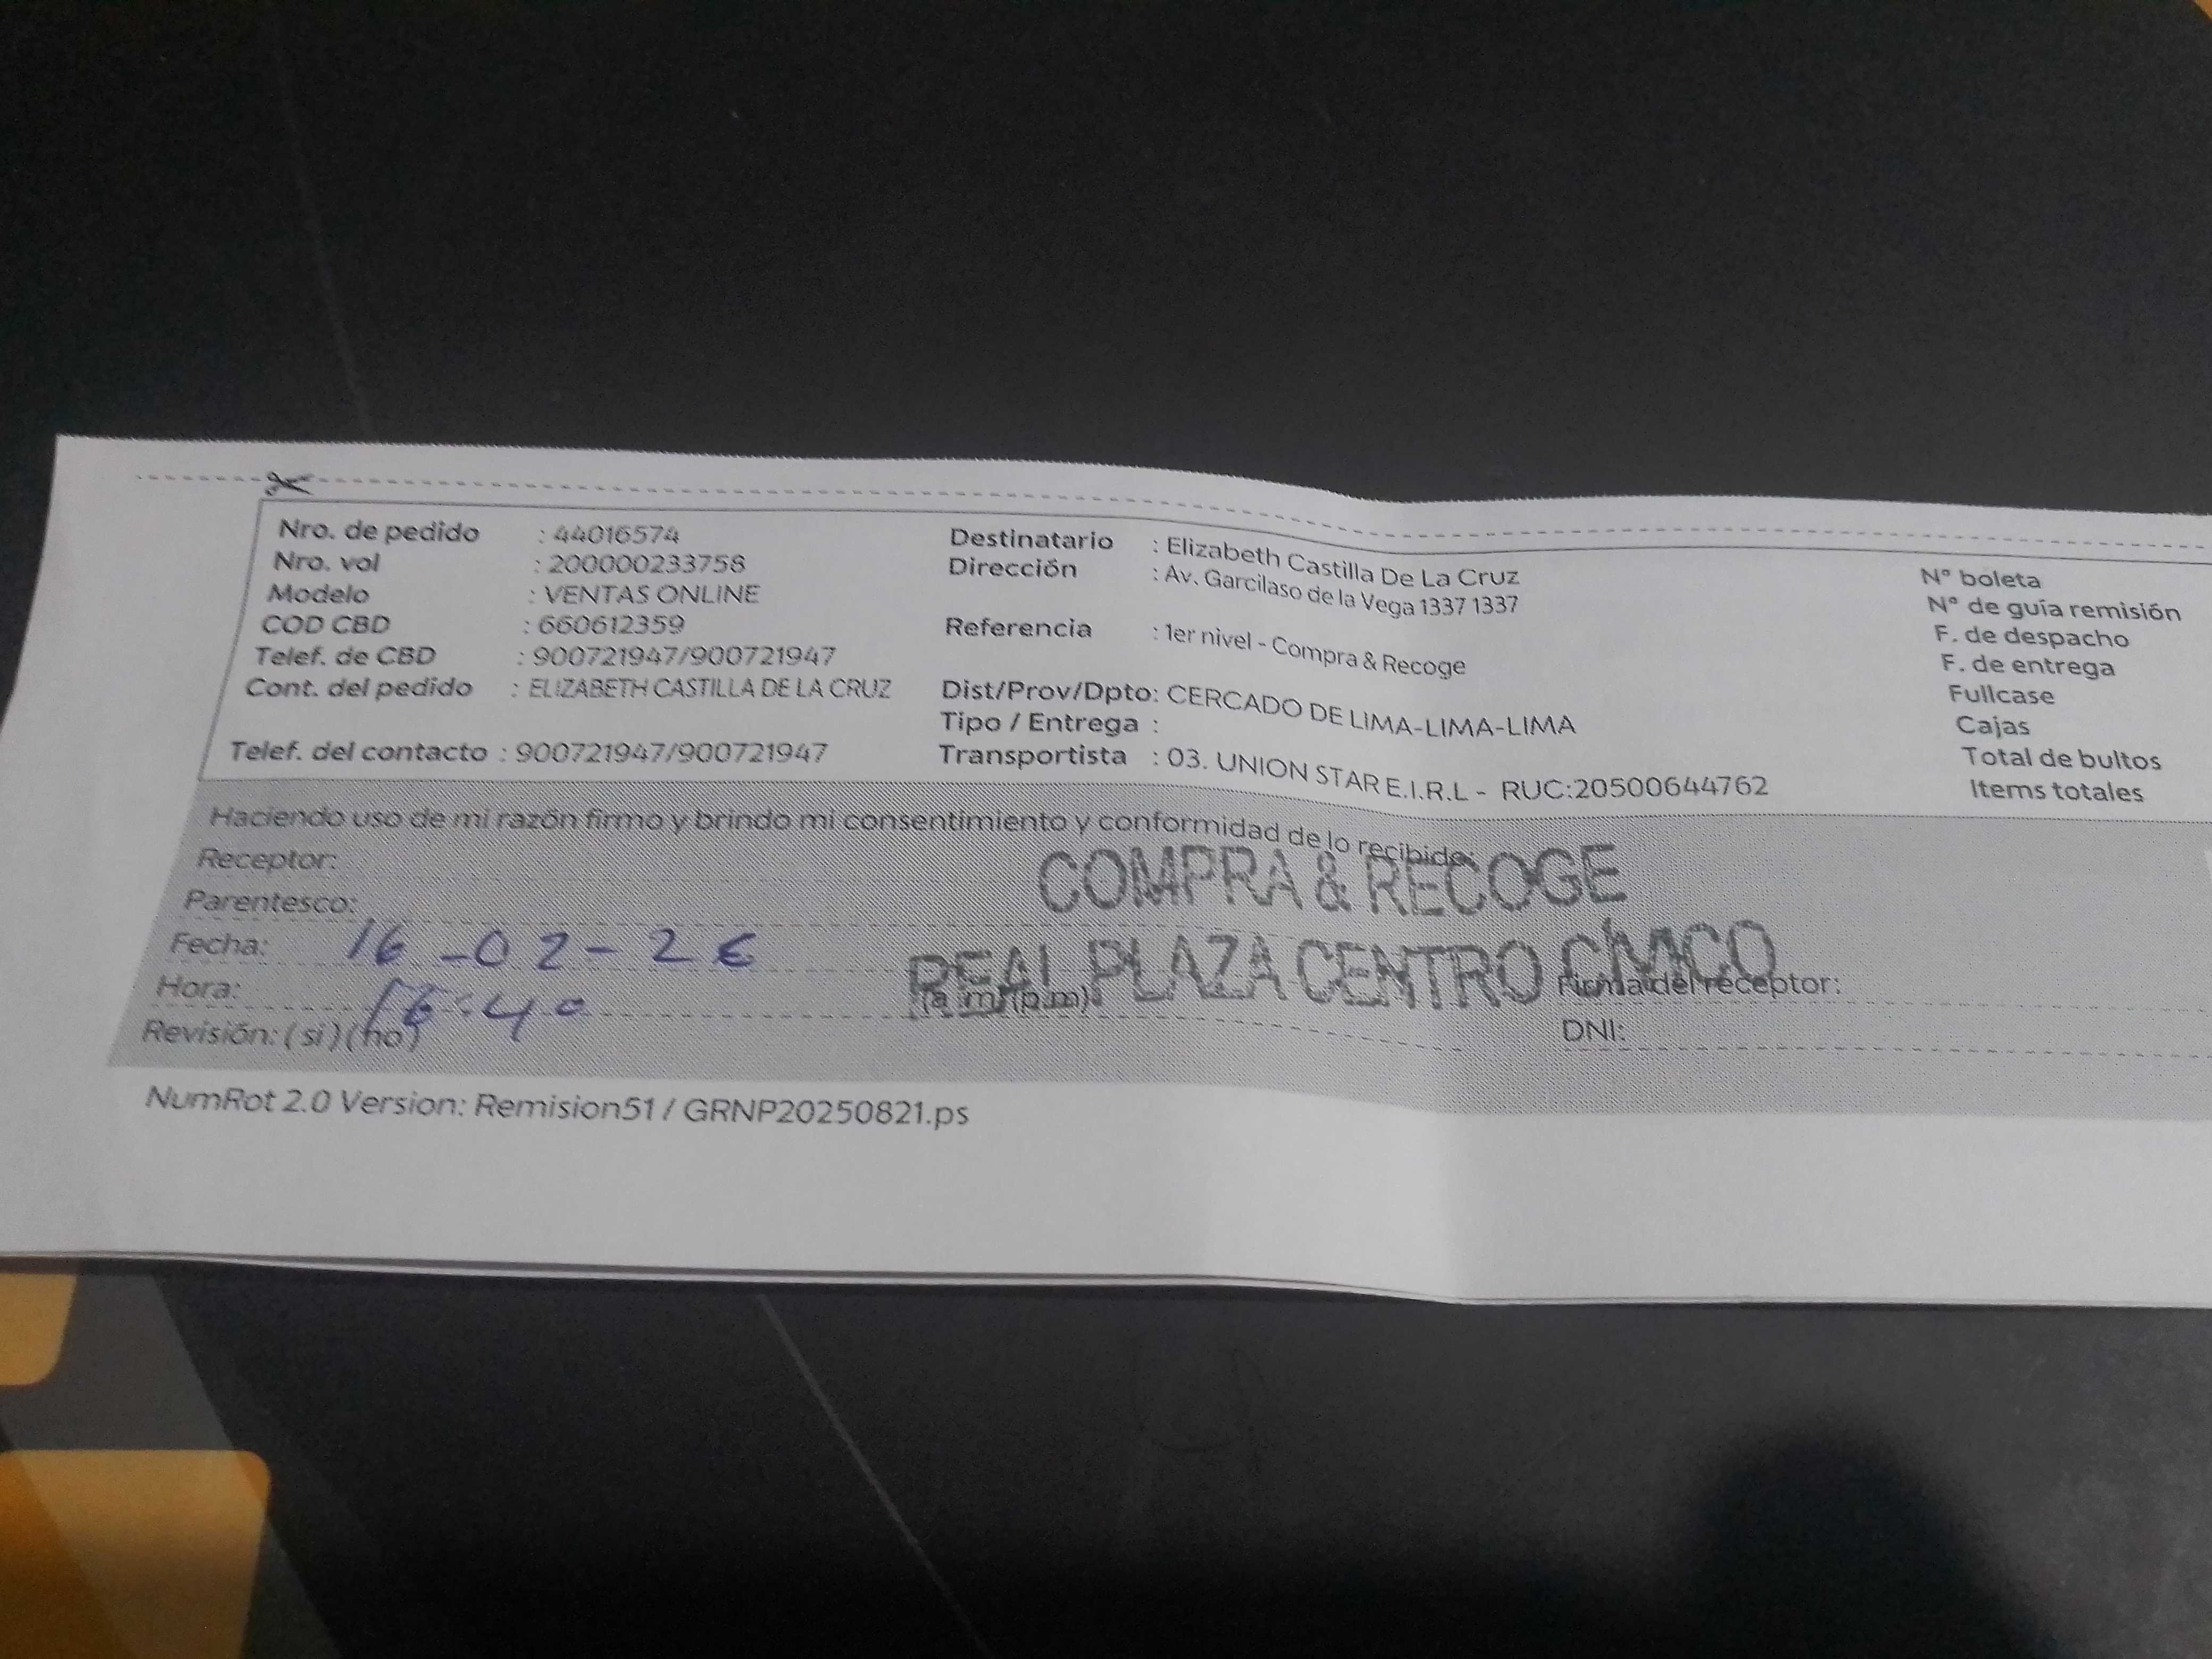 Nro. de pedido : 44016574
Nro. vol : 200000233758
Modelo : VENTAS ONLINE
COD CBD : 660612359
Telef. de CBD : 900721947/900721947
Cont. del pedido : ELIZABETH CASTILLA DE LA CRUZ
Telef. del contacto : 900721947/900721947
Destinatario : Elizabeth Castilla De La Cruz
Dirección : Av. Garcilaso de la Vega 1337 1337
Referencia : 1er nivel - Compra & Recoge
Dist/Prov/Dpto: CERCADO DE LIMA-LIMA-LIMA
Tipo / Entrega :
Transportista : 03. UNION STAR E.I.R.L - RUC:20500644762
N° boleta
N° de guía remisión
F. de despacho
F. de entrega
Fullcase
Cajas
Total de bultos
Items totales
Haciendo uso de mi razón firmo y brindo mi consentimiento y conformidad de lo recibido:
Receptor:
COMPRA & RECOGE
Parentesco:
Fecha: 16-02-26
REAL PLAZA CENTRO CIVICO
Hora: 16:40 (a.m)(p.m) Firma del receptor:
Revisión: (si) (no) DNI:
NumRot 2.0 Version: Remision51 / GRNP20250821.ps